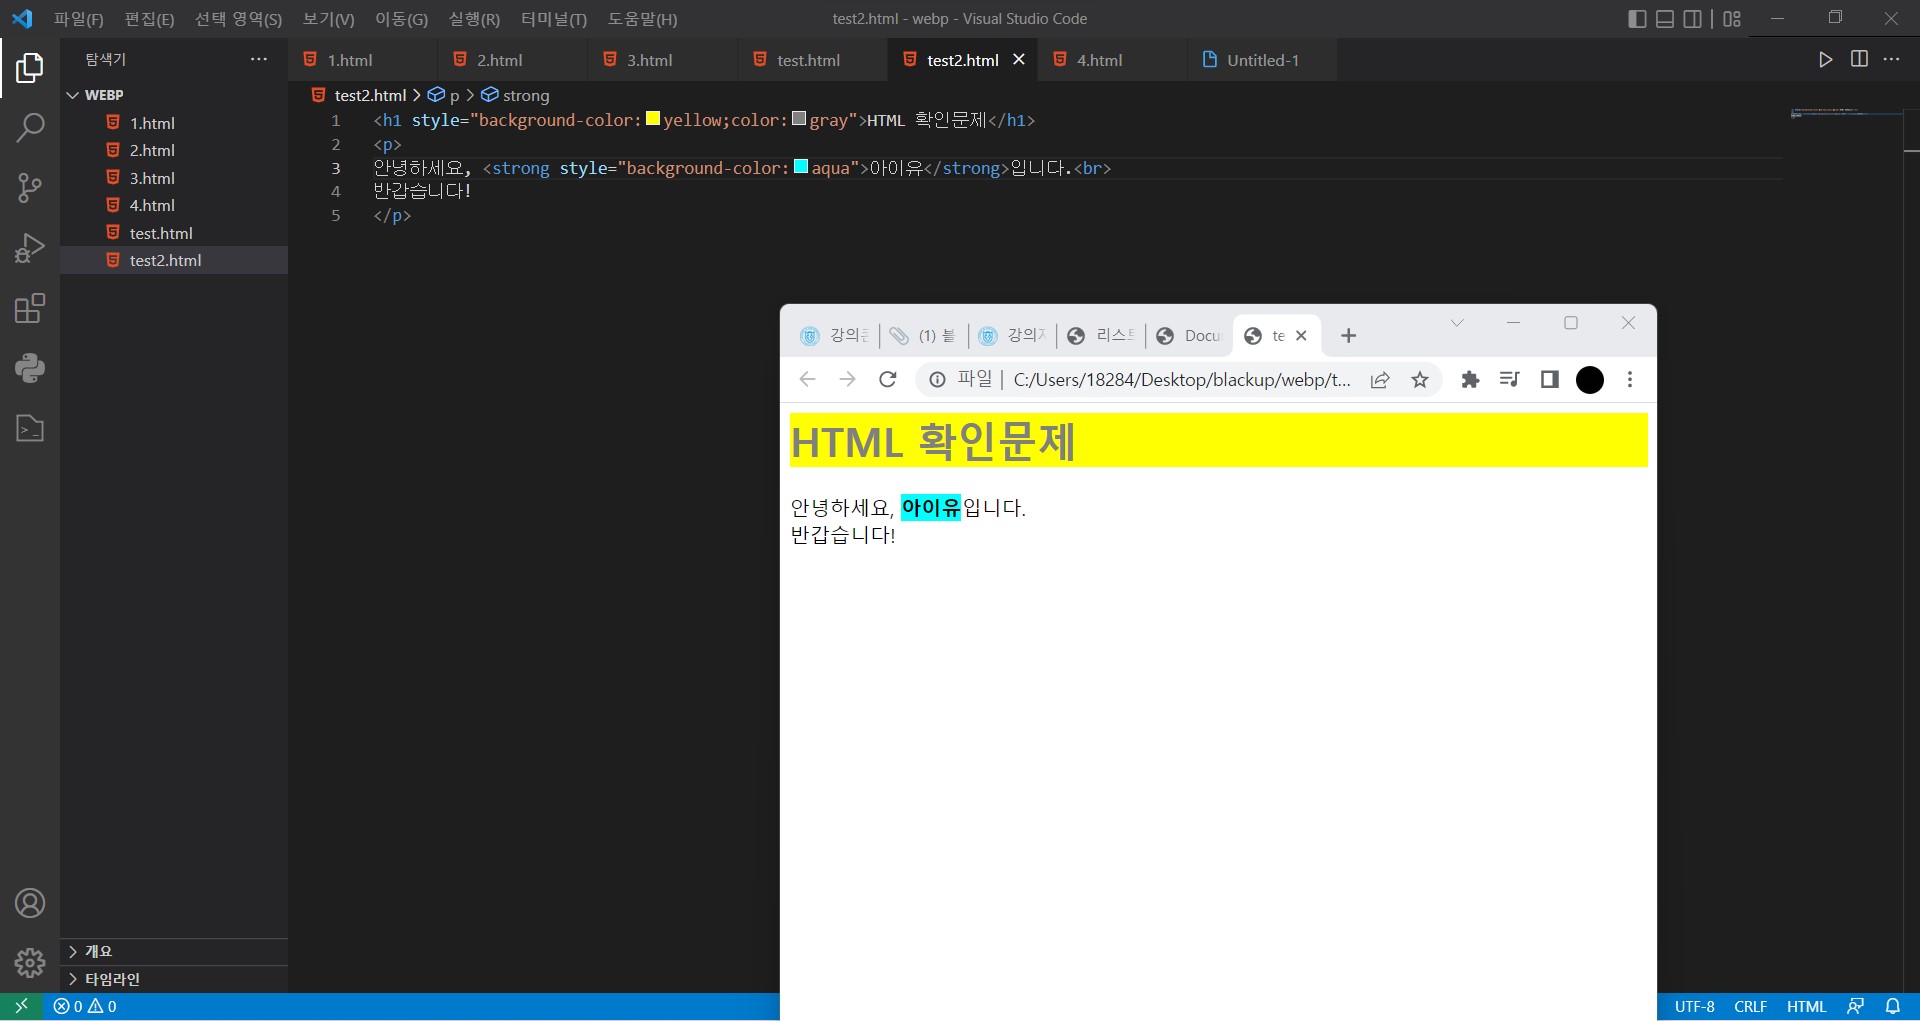 파일(F) 편집(E) 선택 영역(S) 보기(V) 이동(G) 실행(R) 터미널(T) 도움말(H) test2.html - webp - Visual Studio Code
탐색기
1.html 2.html 3.html test.html test2.html 4.html Untitled-1
WEBP
1.html
2.html
3.html
4.html
test.html
test2.html
개요
타임라인
test2.html > p > strong
1 <h1 style="background-color:yellow;color:gray">HTML 확인문제</h1>
2 <p>
3 안녕하세요, <strong style="background-color:aqua">아이유</strong>입니다.<br>
4 반갑습니다!
5 </p>
강의 (1) 강의 리스 Docu te
파일 | C:/Users/18284/Desktop/blackup/webp/t...
HTML 확인문제
안녕하세요, 아이유입니다.
반갑습니다!
0 0 UTF-8 CRLF HTML